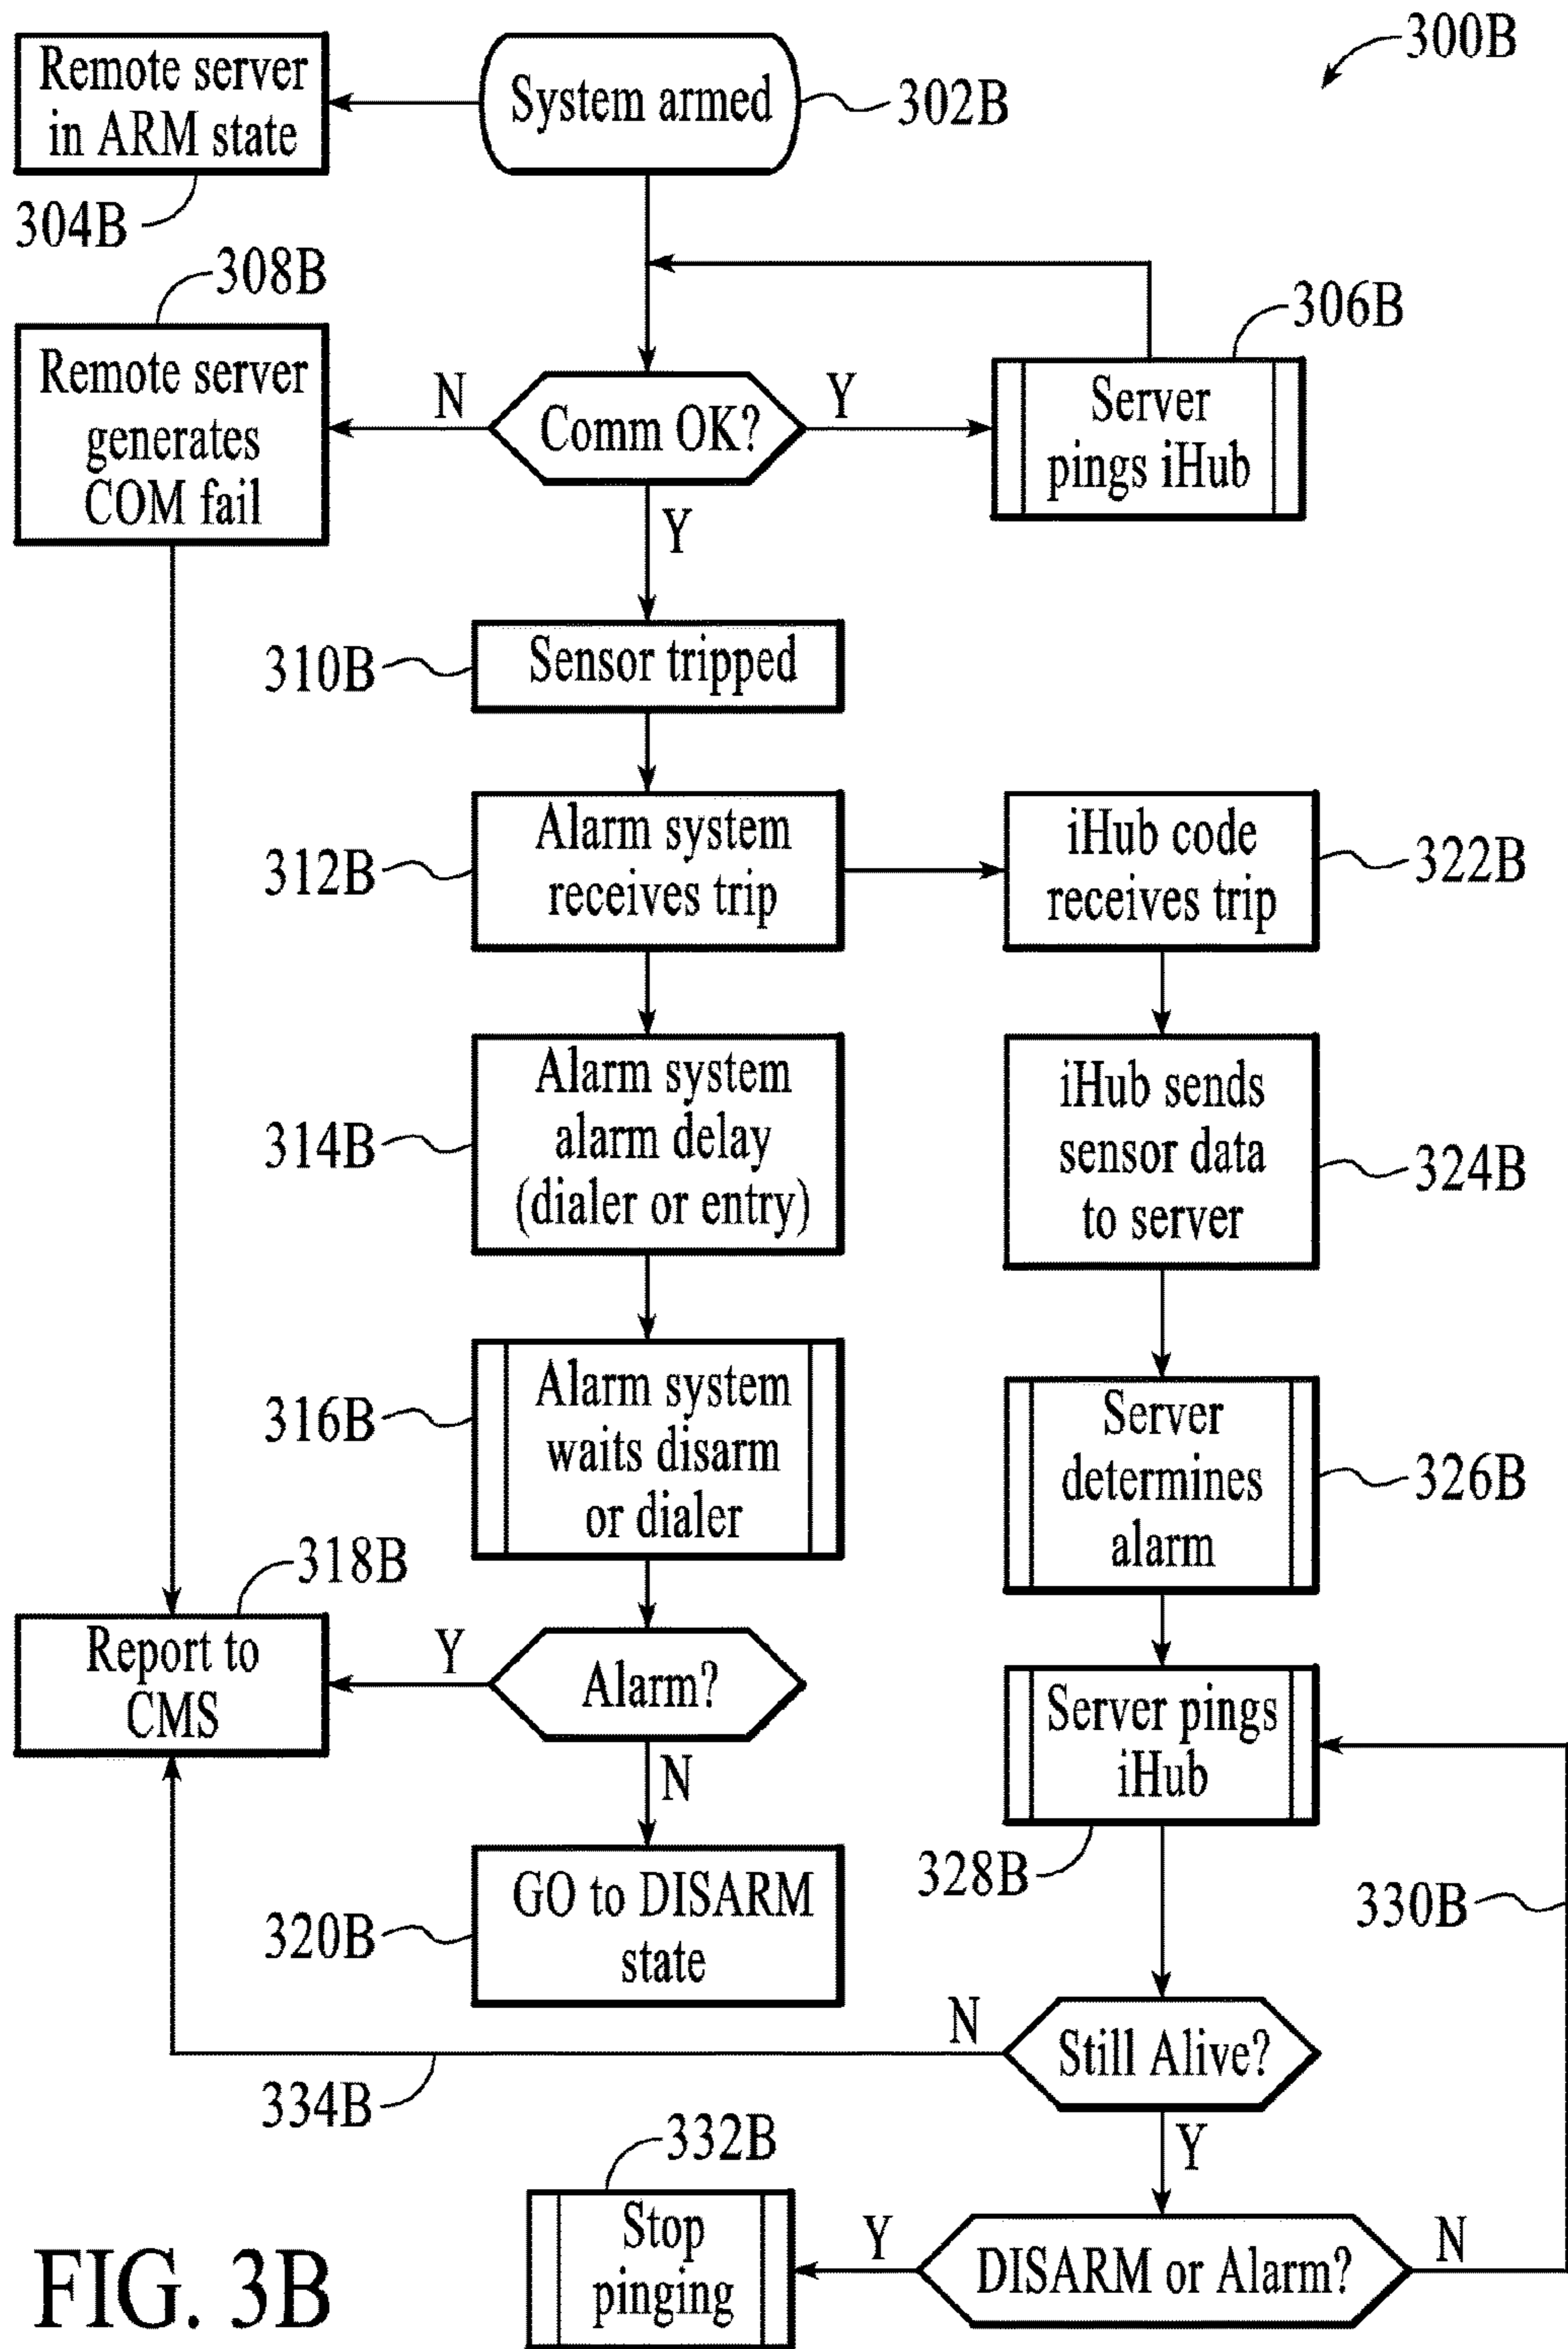 300B
Remote server
in ARM state
304B
System armed
302B
308B
Remote server
generates
COM fail
N
Comm OK?
Y
306B
Server
pings iHub
Y
310B
Sensor tripped
312B
Alarm system
receives trip
iHub code
receives trip
322B
314B
Alarm system
alarm delay
(dialer or entry)
iHub sends
sensor data
to server
324B
316B
Alarm system
waits disarm
or dialer
Server
determines
alarm
326B
318B
Report to
CMS
Y
Alarm?
N
Server pings
iHub
328B
330B
320B
GO to DISARM
state
N
Still Alive?
334B
Y
332B
Stop
pinging
Y
DISARM or Alarm?
N
FIG. 3B